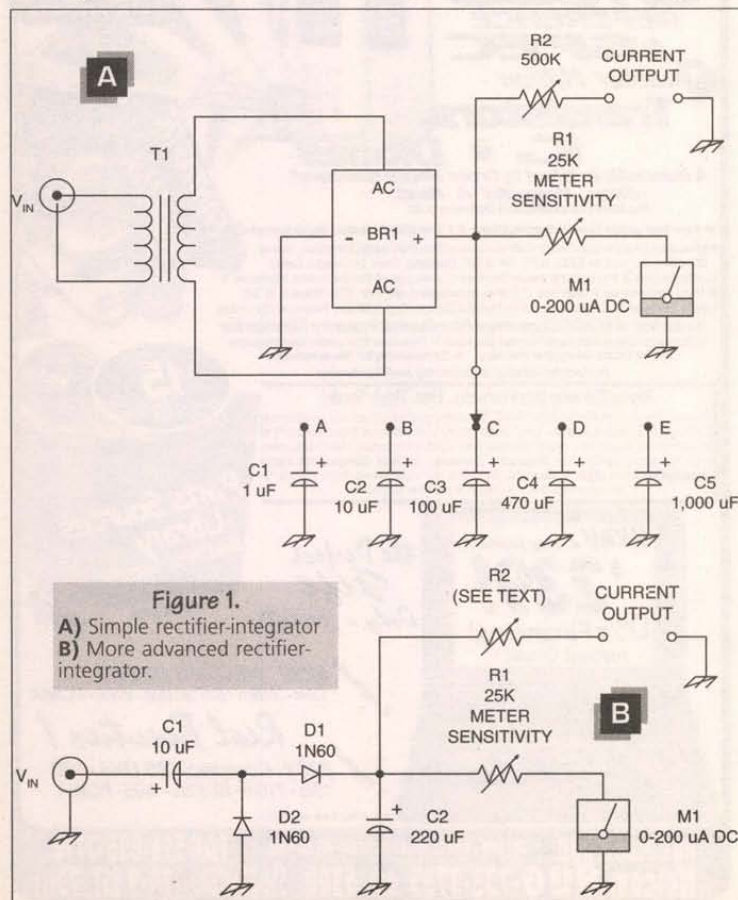 A
R2
500K
CURRENT
OUTPUT
T1
R1
25K
METER
SENSITIVITY
VIN
AC
- BR1 +
AC
M1
0-200 uA DC
A
B
C
D
E
C1
1 uF
+
C2
10 uF
+
C3
100 uF
+
C4
470 uF
+
C5
1,000 uF
+
Figure 1.
A) Simple rectifier-integrator
B) More advanced rectifier-
integrator.
R2
(SEE TEXT)
CURRENT
OUTPUT
R1
25K
METER
SENSITIVITY
B
C1
10 uF
+
D1
1N60
VIN
D2
1N60
+
C2
220 uF
M1
0-200 uA DC